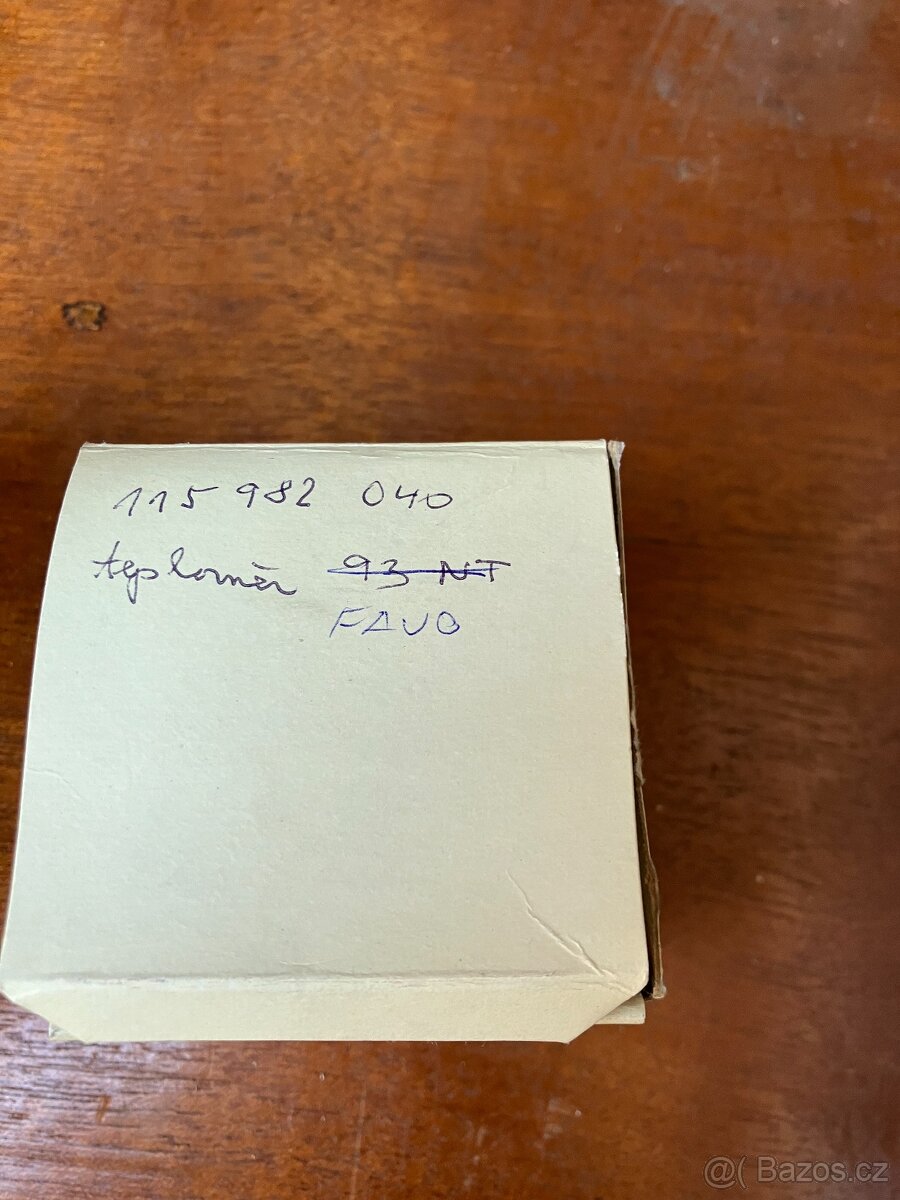 115 982 040
teploměr 93 NT
FAVO
@( Bazos.cz